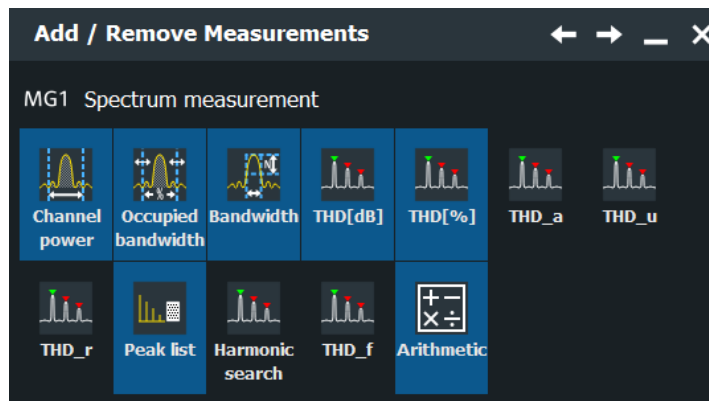 Add / Remove Measurements
MG1 Spectrum measurement
Channel power
Occupied bandwidth
Bandwidth
THD[dB]
THD[%]
THD_a
THD_u
THD_r
Peak list
Harmonic search
THD_f
Arithmetic